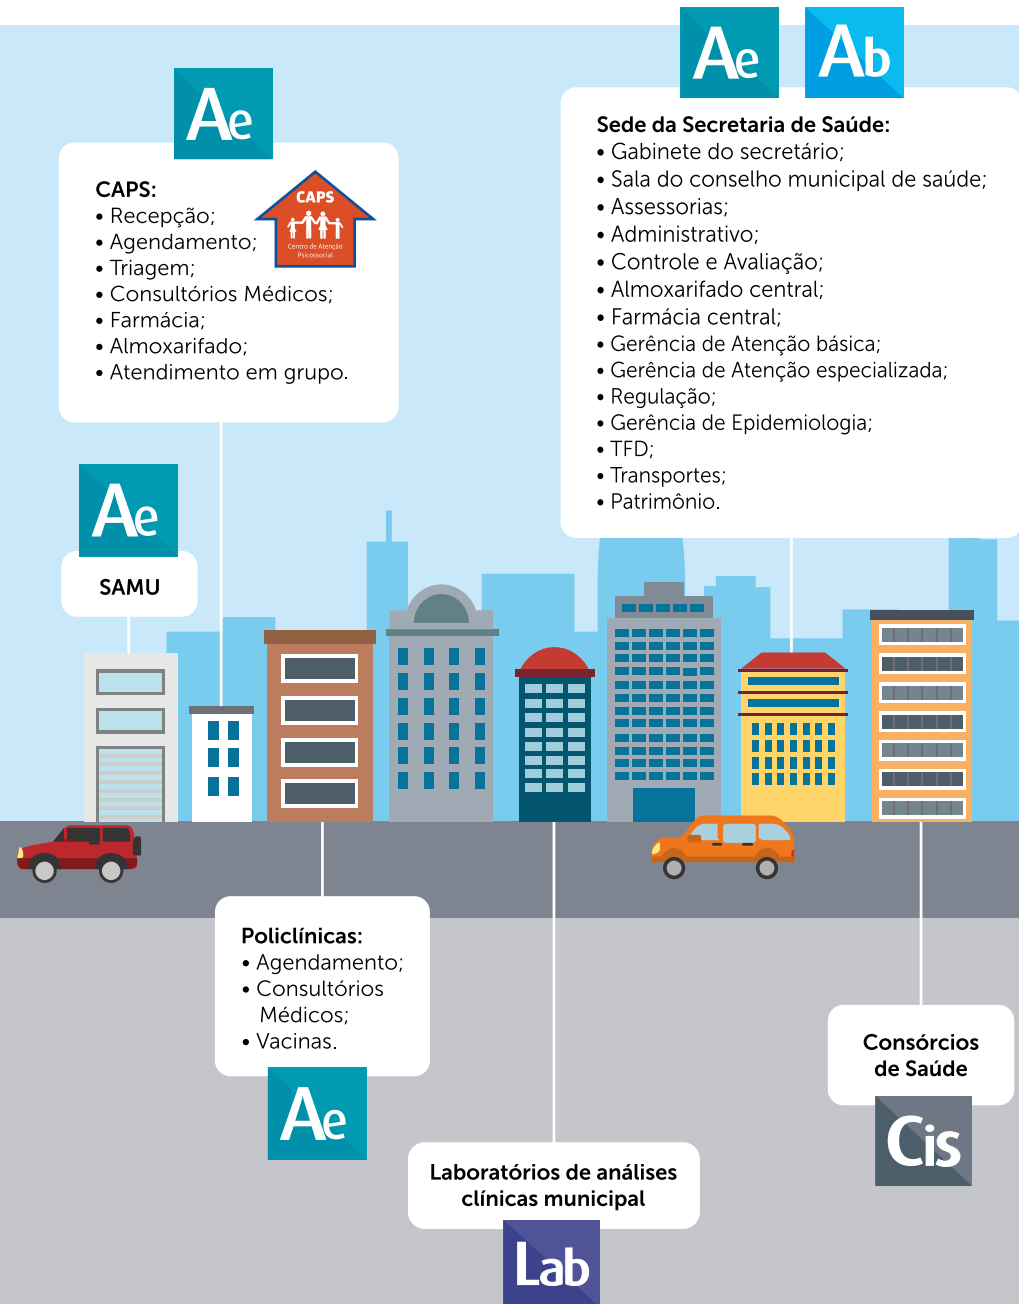 Ae
CAPS:
• Recepção;
• Agendamento;
• Triagem;
• Consultórios Médicos;
• Farmácia;
• Almoxarifado;
• Atendimento em grupo.
CAPS
Centro de Atenção
Psicossocial
Ae
Ab
Sede da Secretaria de Saúde:
• Gabinete do secretário;
• Sala do conselho municipal de saúde;
• Assessorias;
• Administrativo;
• Controle e Avaliação;
• Almoxarifado central;
• Farmácia central;
• Gerência de Atenção básica;
• Gerência de Atenção especializada;
• Regulação;
• Gerência de Epidemiologia;
• TFD;
• Transportes;
• Patrimônio.
Ae
SAMU
Policlínicas:
• Agendamento;
• Consultórios
Médicos;
• Vacinas.
Ae
Consórcios
de Saúde
Cis
Laboratórios de análises
clínicas municipal
Lab